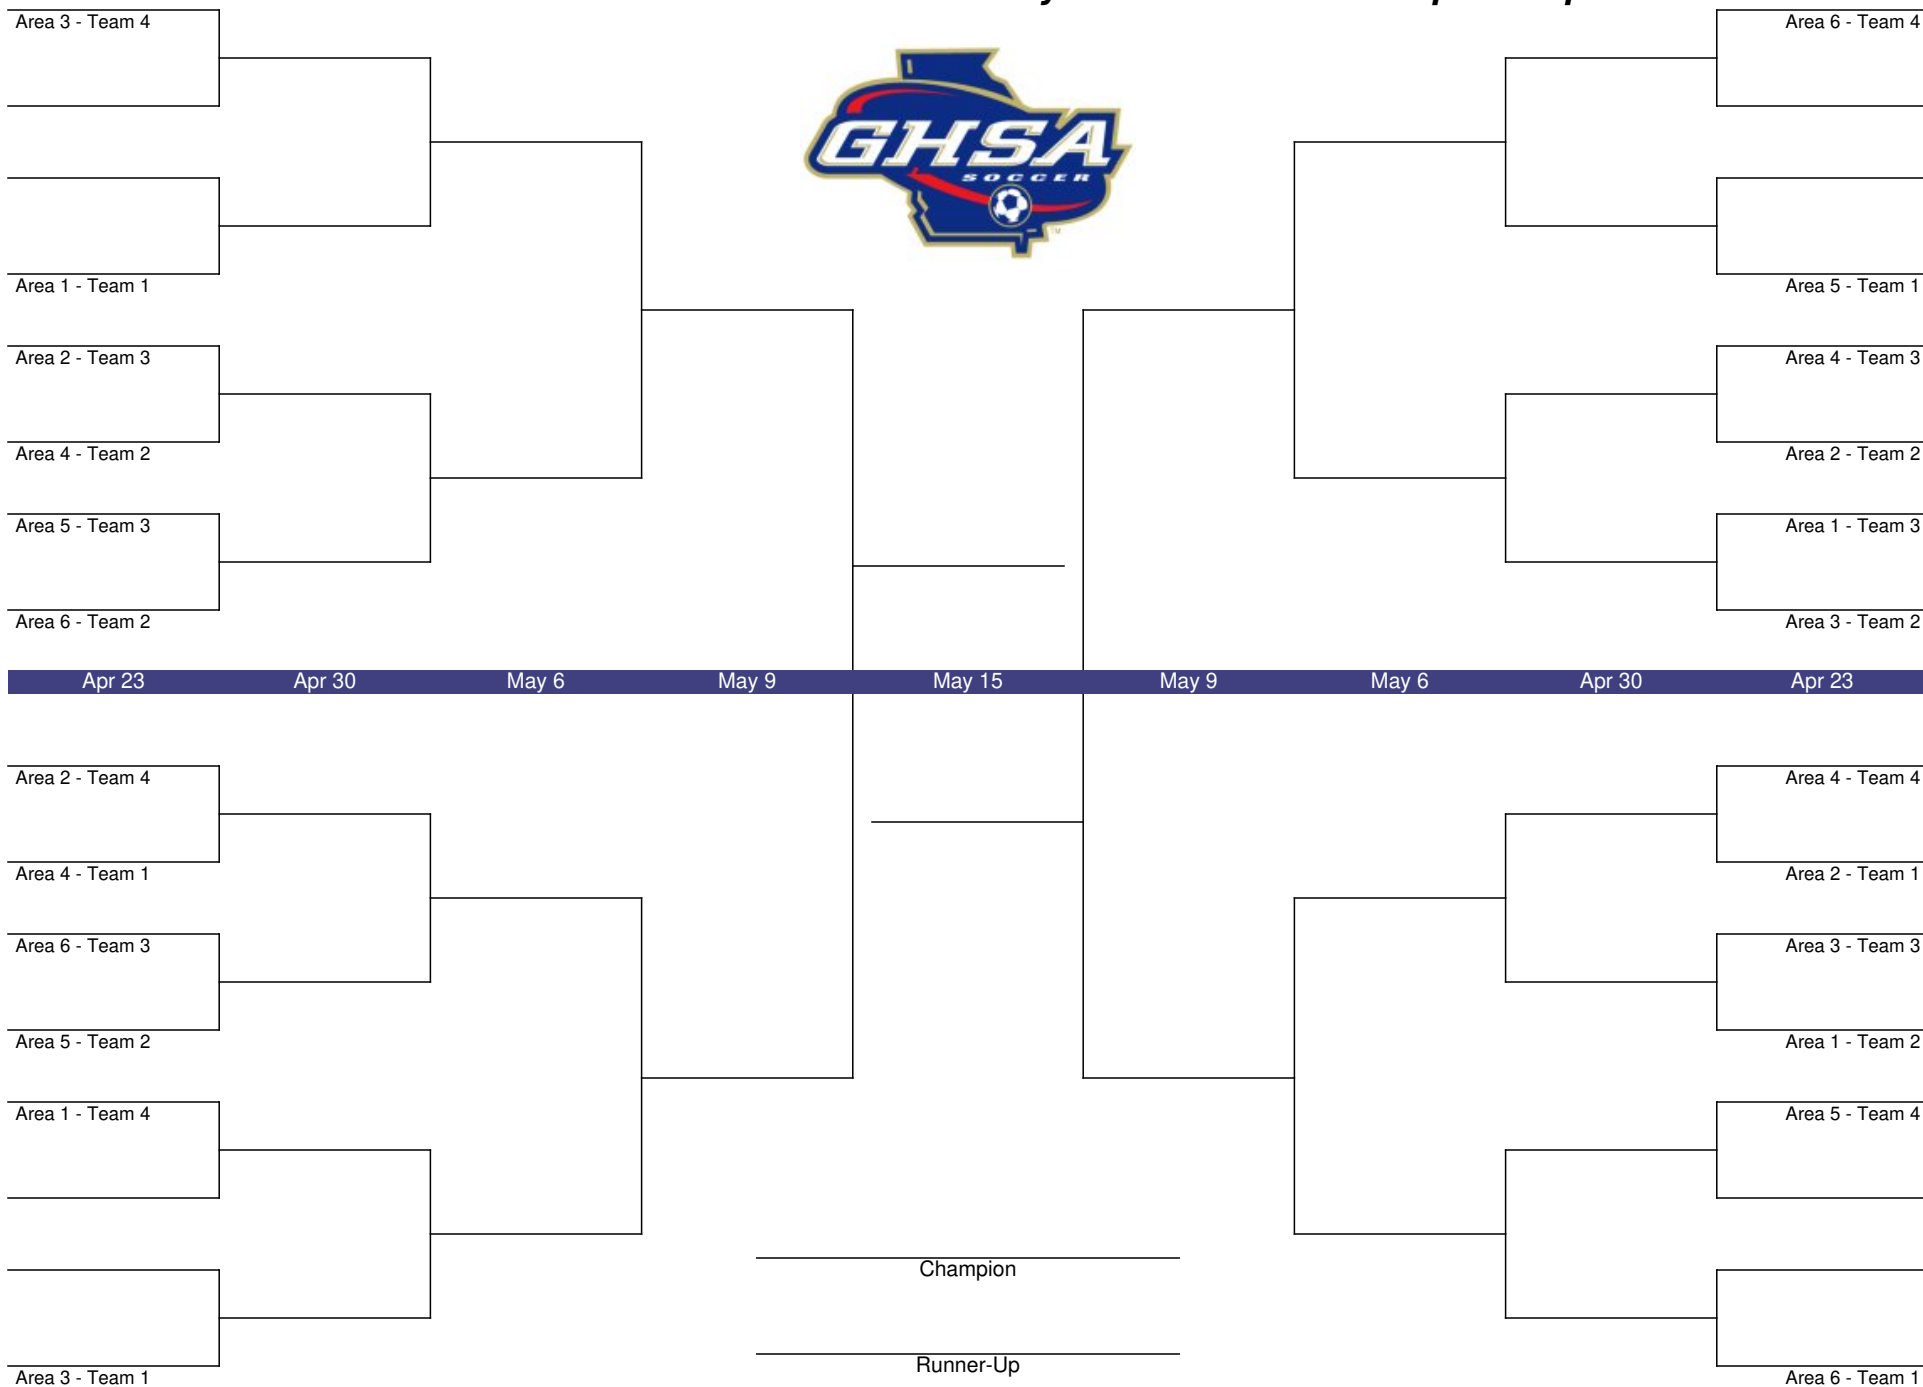 Area 3 - Team 4
Area 6 - Team 4
GHSA
SOCCER
TM
Area 1 - Team 1
Area 5 - Team 1
Area 2 - Team 3
Area 4 - Team 3
Area 4 - Team 2
Area 2 - Team 2
Area 5 - Team 3
Area 1 - Team 3
Area 6 - Team 2
Area 3 - Team 2
Apr 23 Apr 30 May 6 May 9 May 15 May 9 May 6 Apr 30 Apr 23
Area 2 - Team 4
Area 4 - Team 4
Area 4 - Team 1
Area 2 - Team 1
Area 6 - Team 3
Area 3 - Team 3
Area 5 - Team 2
Area 1 - Team 2
Area 1 - Team 4
Area 5 - Team 4
Champion
Runner-Up
Area 3 - Team 1
Area 6 - Team 1